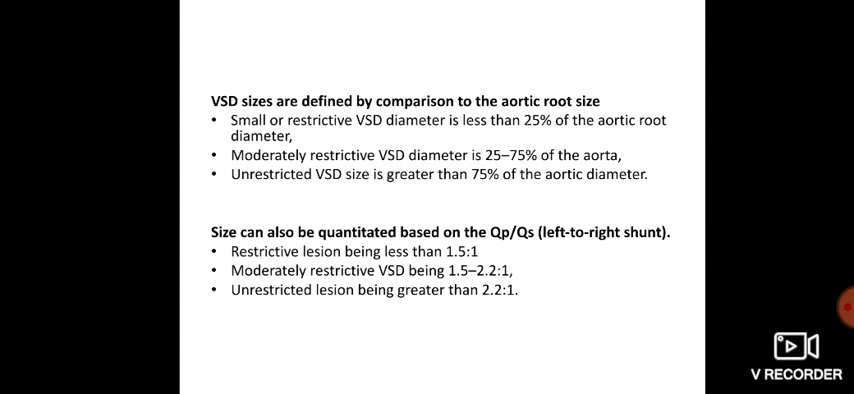 VSD sizes are defined by comparison to the aortic root size
• Small or restrictive VSD diameter is less than 25% of the aortic root
diameter,
• Moderately restrictive VSD diameter is 25–75% of the aorta,
• Unrestricted VSD size is greater than 75% of the aortic diameter.
Size can also be quantitated based on the Qp/Qs (left-to-right shunt).
• Restrictive lesion being less than 1.5:1
• Moderately restrictive VSD being 1.5–2.2:1,
• Unrestricted lesion being greater than 2.2:1.
V RECORDER